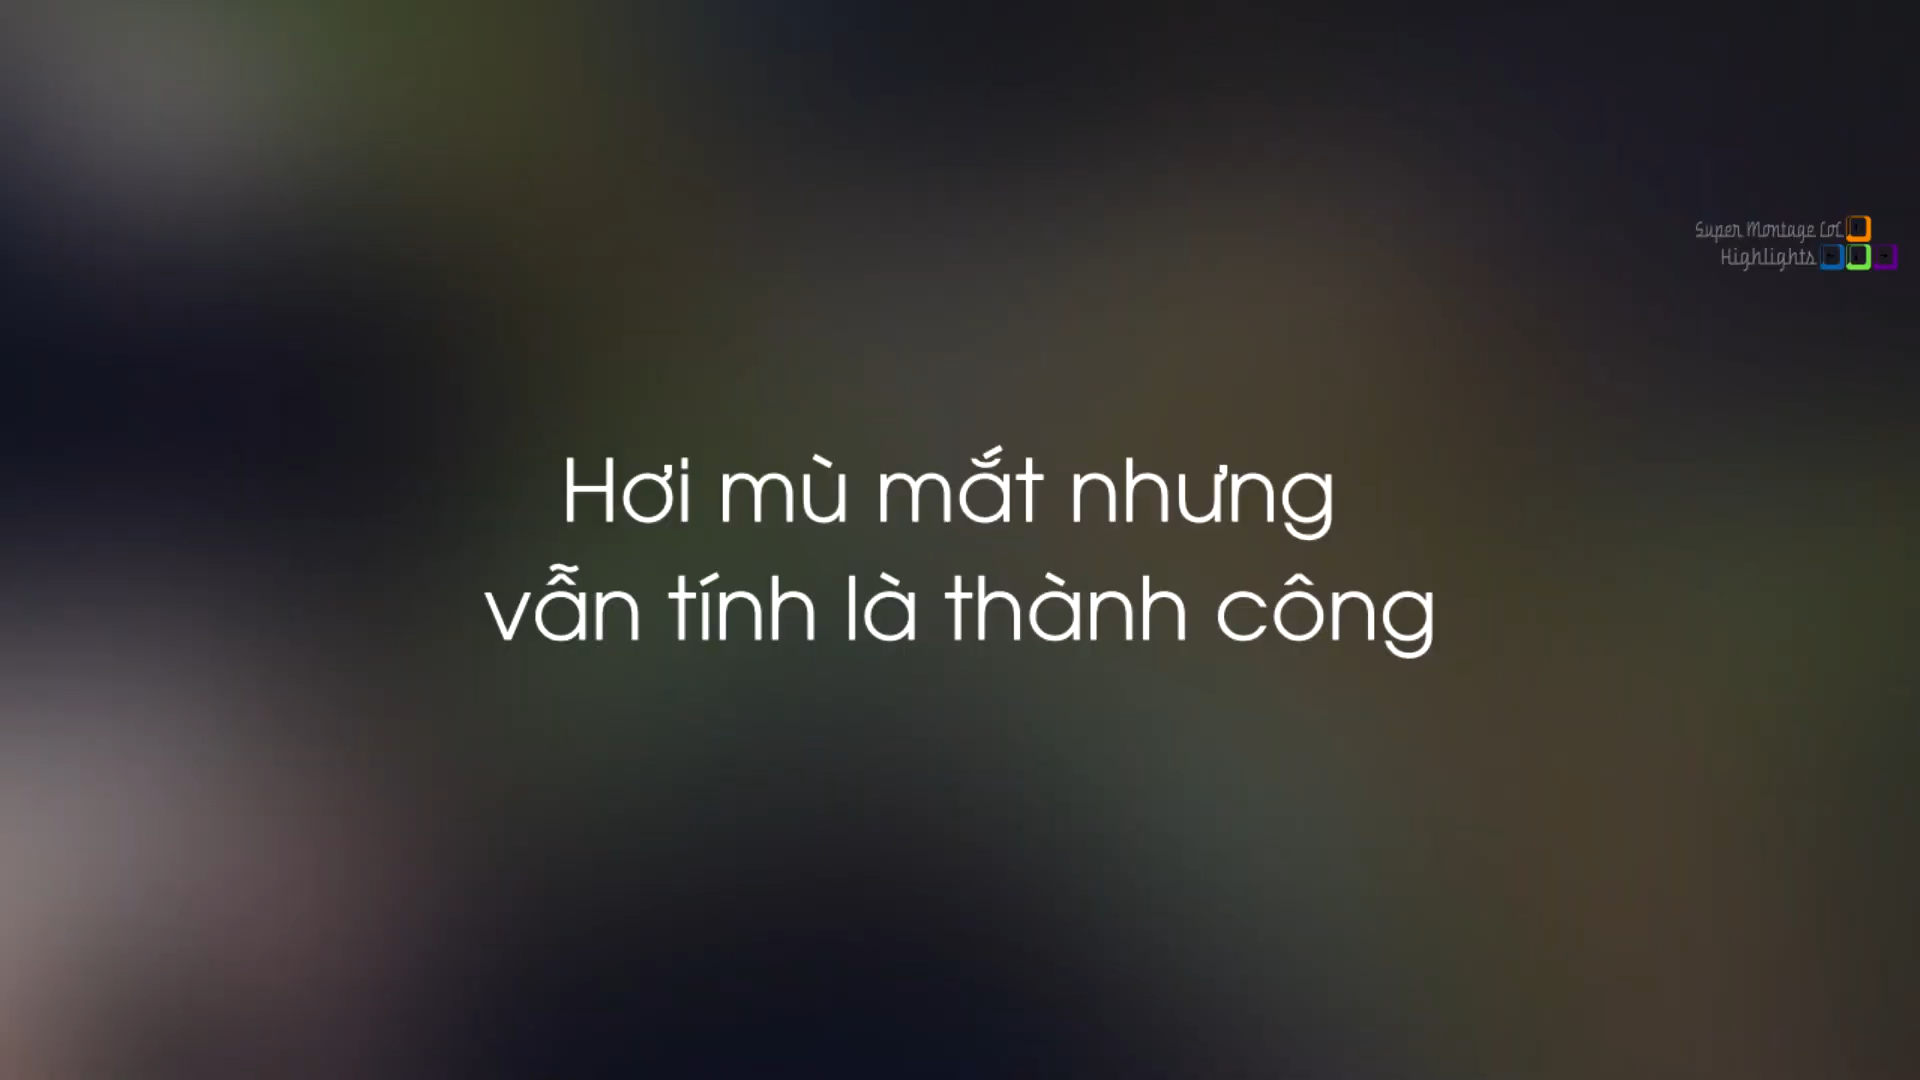 Super Montage LoL
Highlights
Hơi mù mắt nhưng
vẫn tính là thành công